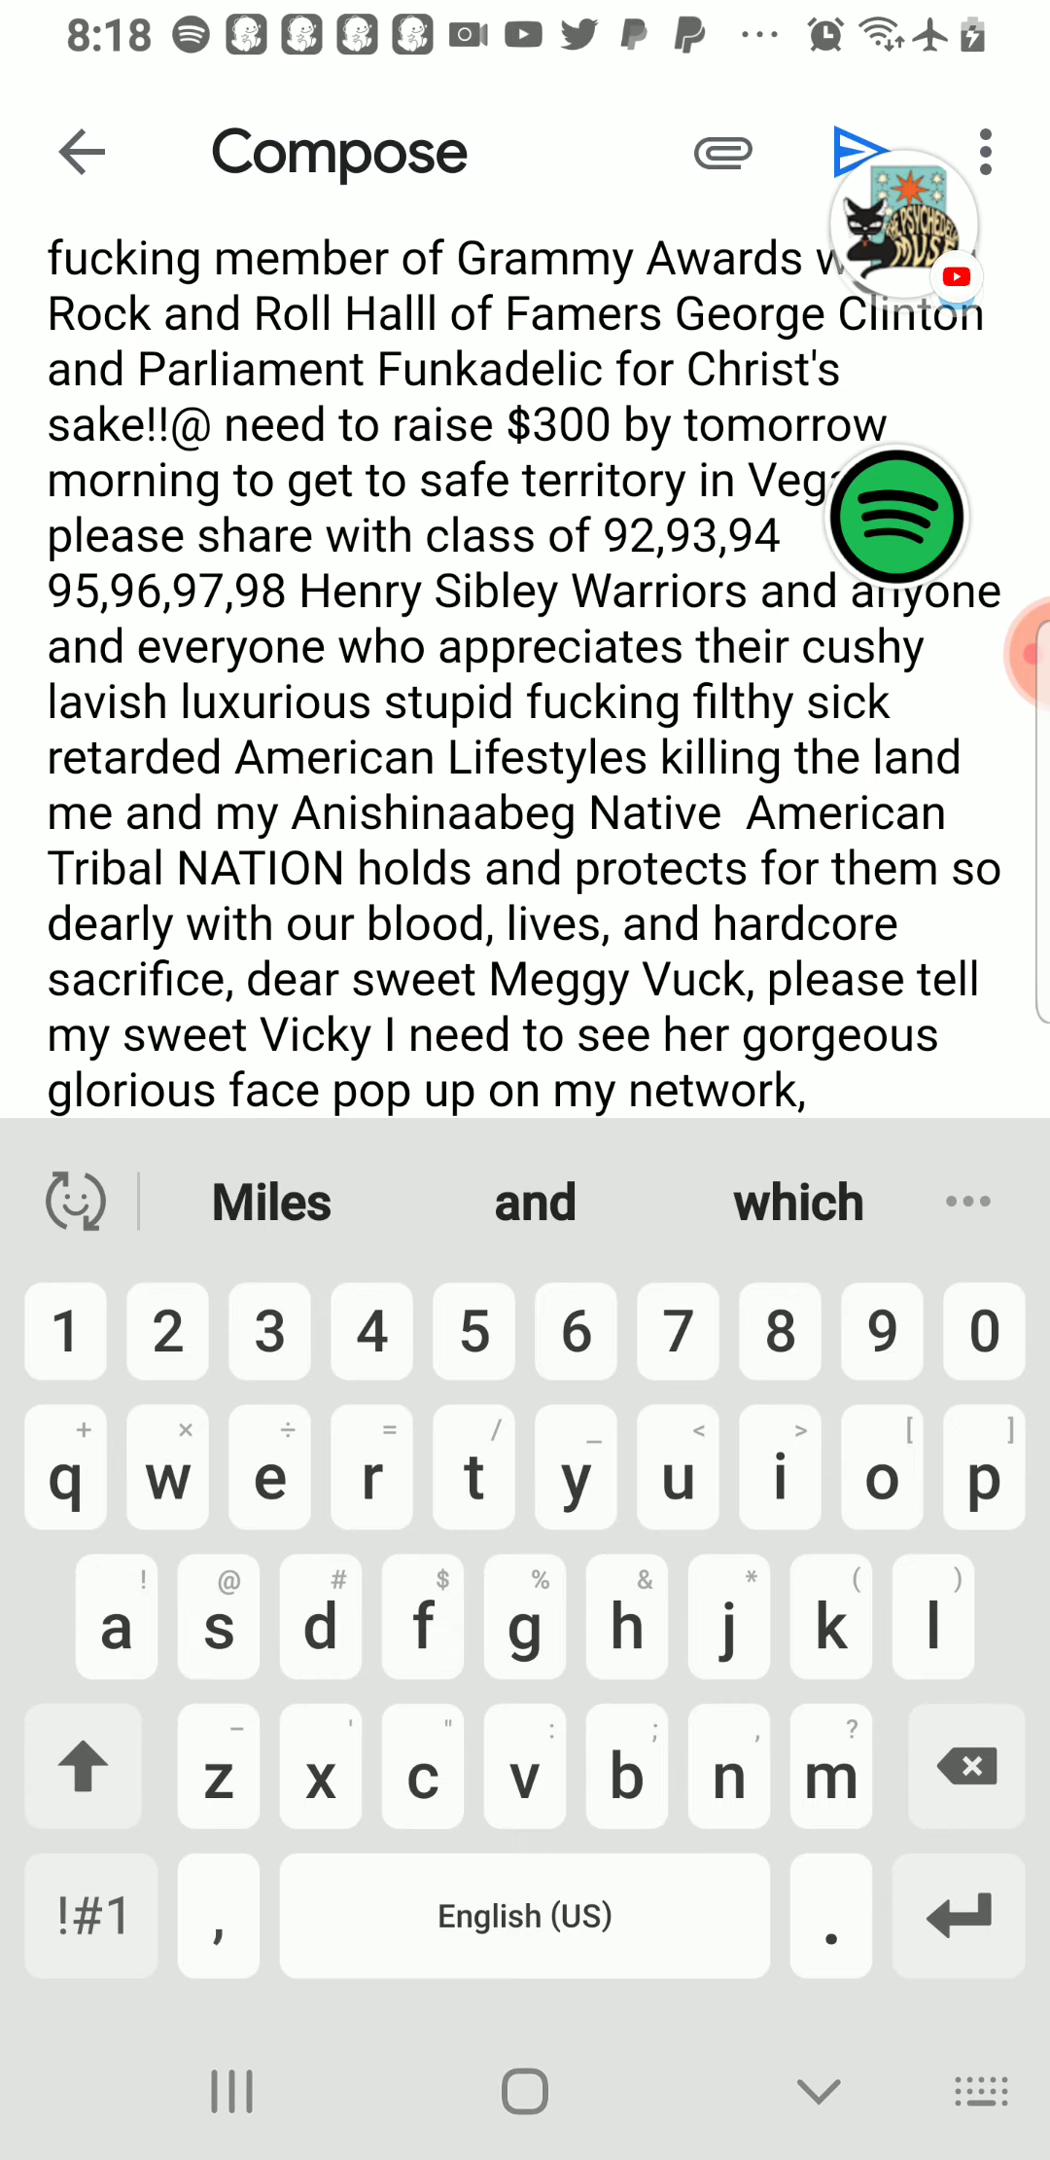 8:18
Compose
fucking member of Grammy Awards
Rock and Roll Halll of Famers George Clinton
and Parliament Funkadelic for Christ's
sake!!@ need to raise $300 by tomorrow
morning to get to safe territory in
please share with class of 92,93,94
95,96,97,98 Henry Sibley Warriors and anyone
and everyone who appreciates their cushy
lavish luxurious stupid fucking filthy sick
retarded American Lifestyles killing the land
me and my Anishinaabeg Native  American
Tribal NATION holds and protects for them so
dearly with our blood, lives, and hardcore
sacrifice, dear sweet Meggy Vuck, please tell
my sweet Vicky I need to see her gorgeous
glorious face pop up on my network,
Miles and which
1 2 3 4 5 6 7 8 9 0
+ × ÷ = / _ < > [ ]
q w e r t y u i o p
! @ # $ % & * ( )
a s d f g h j k l
- ' " : ; , ?
z x c v b n m
!#1 , English (US) .